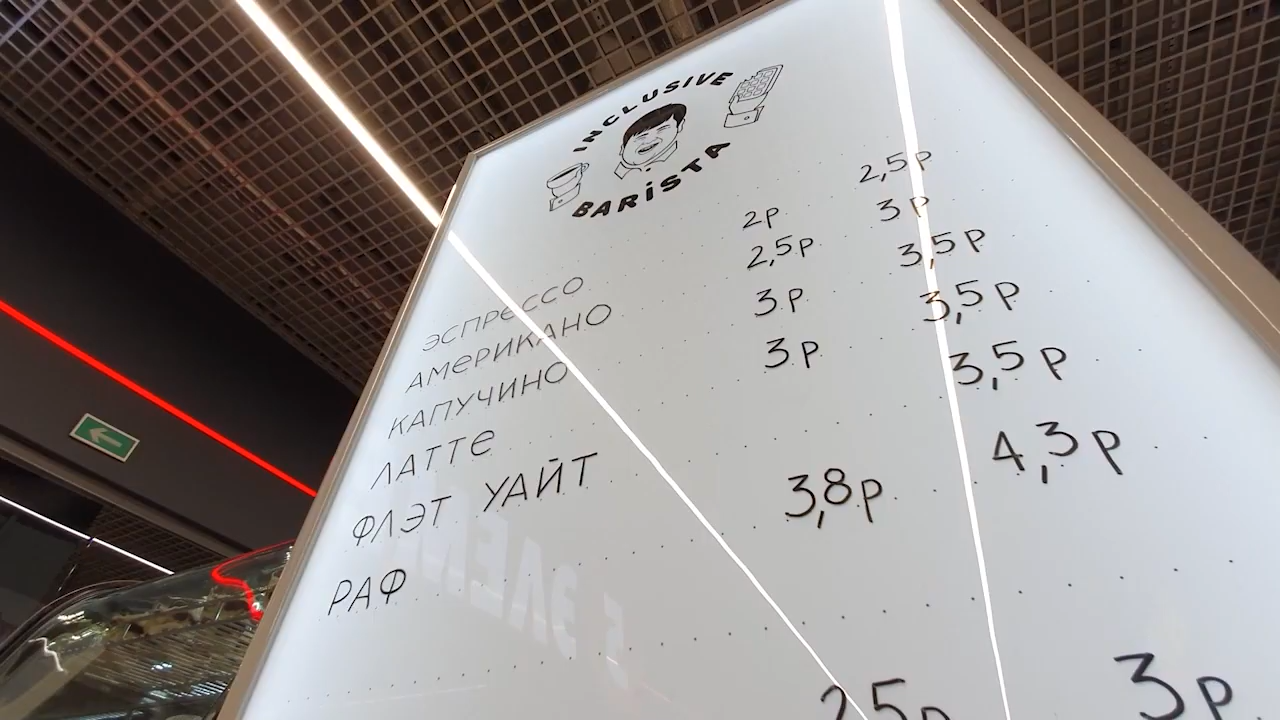 INCLUSIVE
BARiSTA
ЭСПРЕССО 2р 2,5р
АМЕРИКАНО 2,5р 3р
КАПУЧИНО 3р 3,5р
ЛАТТЕ 3р 3,5р
ФЛЭТ УАЙТ 3,5р
РАФ 3,8р 4,3р
2,5р 3р